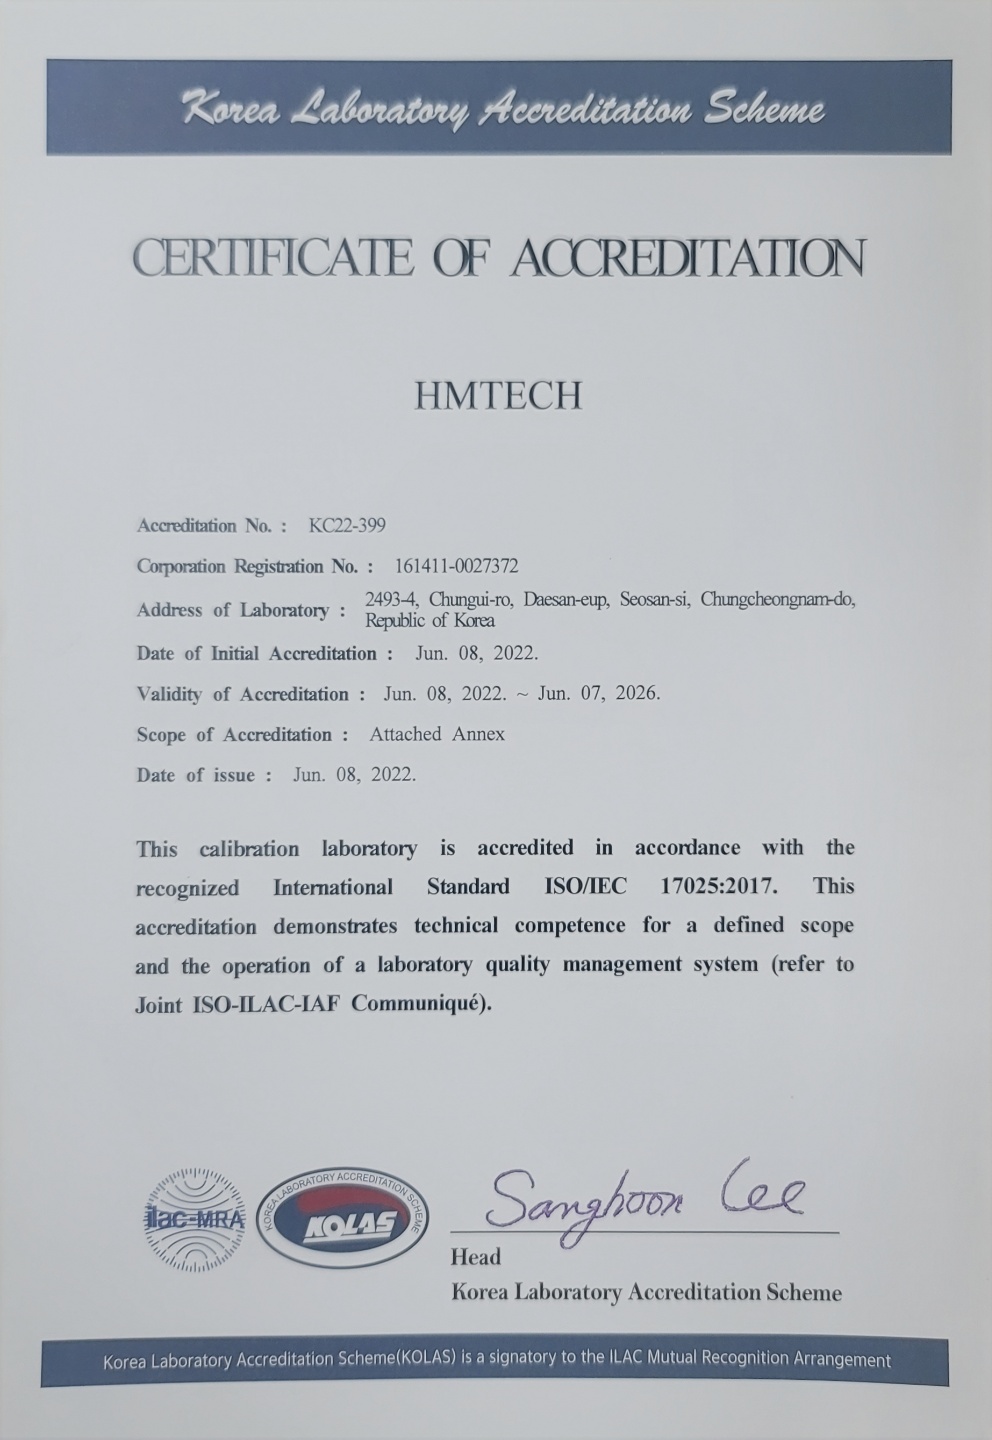 Korea Laboratory Accreditation Scheme
CERTIFICATE OF ACCREDITATION
HMTECH
Accreditation No. : KC22-399
Corporation Registration No. : 161411-0027372
Address of Laboratory : 2493-4, Chungui-ro, Daesan-eup, Seosan-si, Chungcheongnam-do,
Republic of Korea
Date of Initial Accreditation : Jun. 08, 2022.
Validity of Accreditation : Jun. 08, 2022. ~ Jun. 07, 2026.
Scope of Accreditation : Attached Annex
Date of issue : Jun. 08, 2022.
This calibration laboratory is accredited in accordance with the
recognized International Standard ISO/IEC 17025:2017. This
accreditation demonstrates technical competence for a defined scope
and the operation of a laboratory quality management system (refer to
Joint ISO-ILAC-IAF Communiqué).
ilac-MRA
KOREA LABORATORY ACCREDITATION SCHEME
KOLAS
Sanghoon Lee
Head
Korea Laboratory Accreditation Scheme
Korea Laboratory Accreditation Scheme(KOLAS) is a signatory to the ILAC Mutual Recognition Arrangement